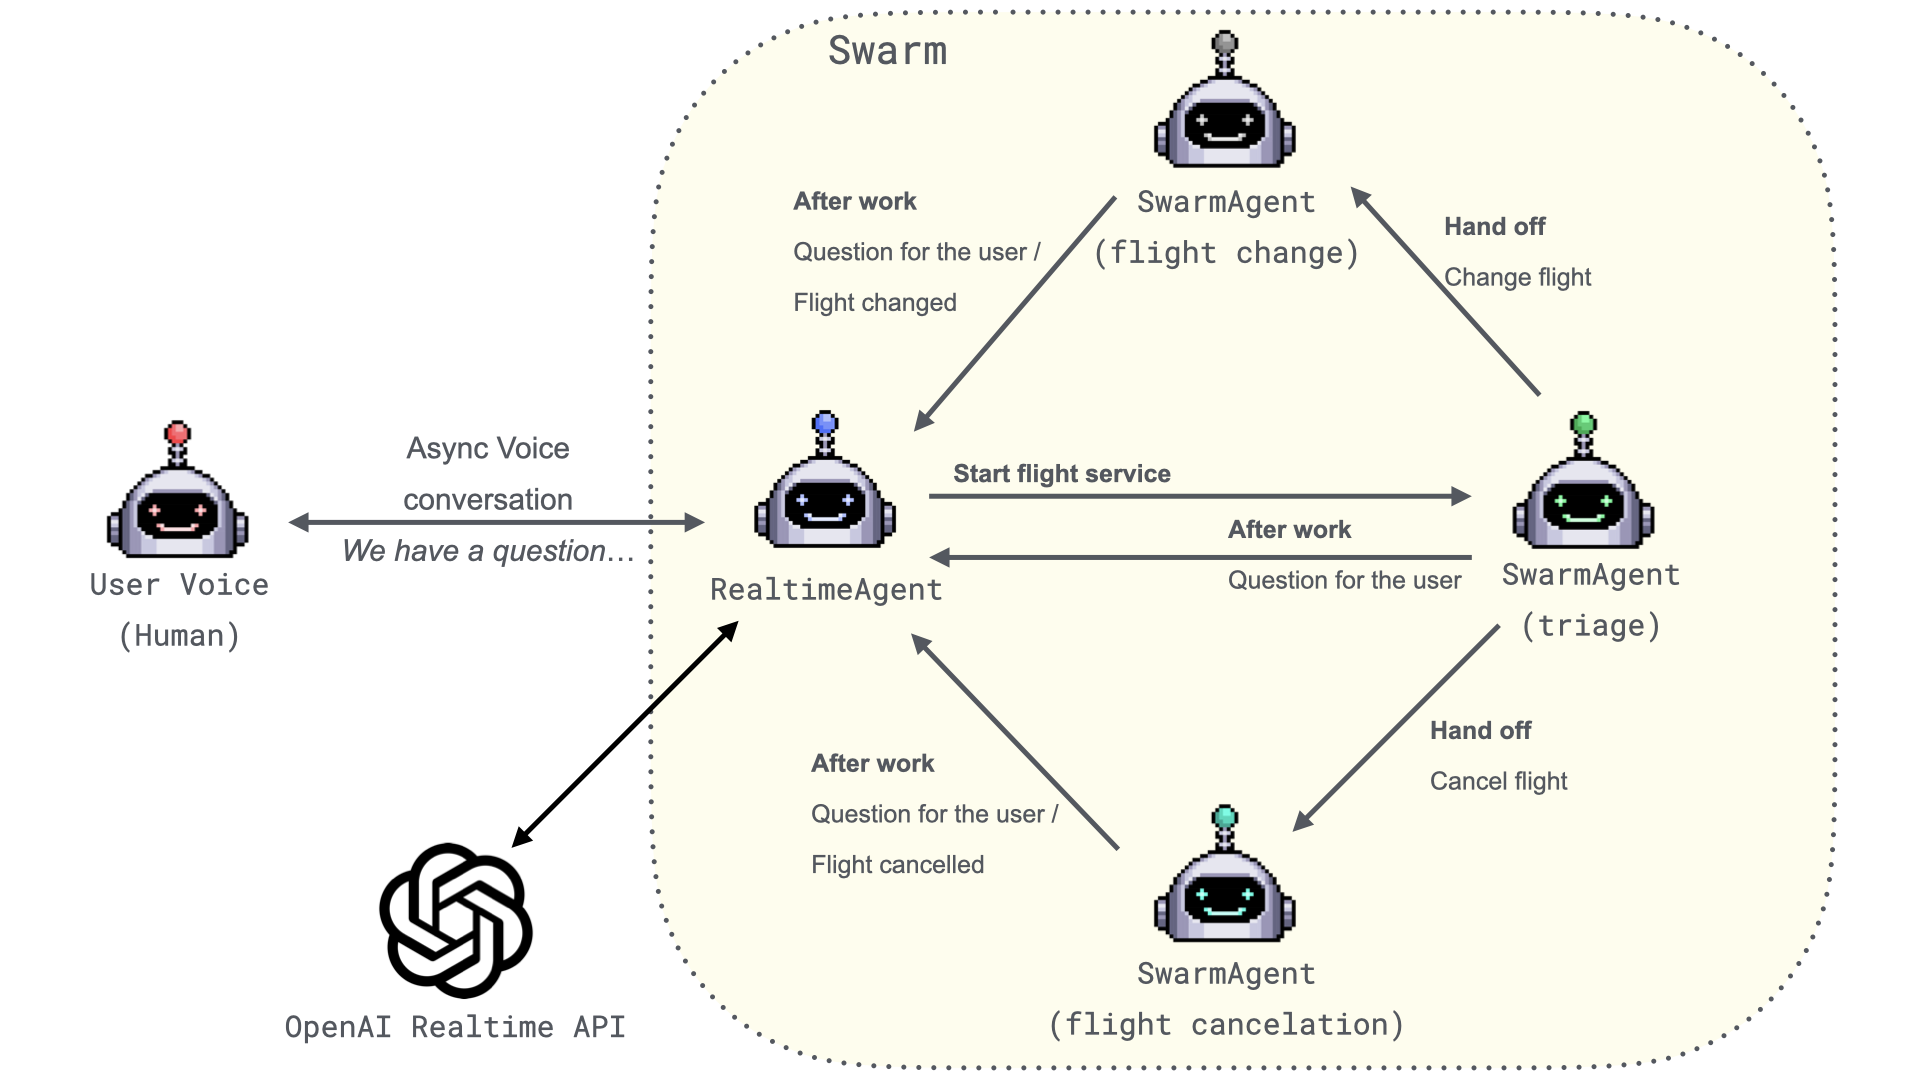 Swarm
After work
Question for the user /
Flight changed
SwarmAgent
(flight change)
Hand off
Change flight
Async Voice
conversation
We have a question…
User Voice
(Human)
RealtimeAgent
Start flight service
After work
Question for the user
SwarmAgent
(triage)
After work
Question for the user /
Flight cancelled
Hand off
Cancel flight
SwarmAgent
(flight cancelation)
OpenAI Realtime API